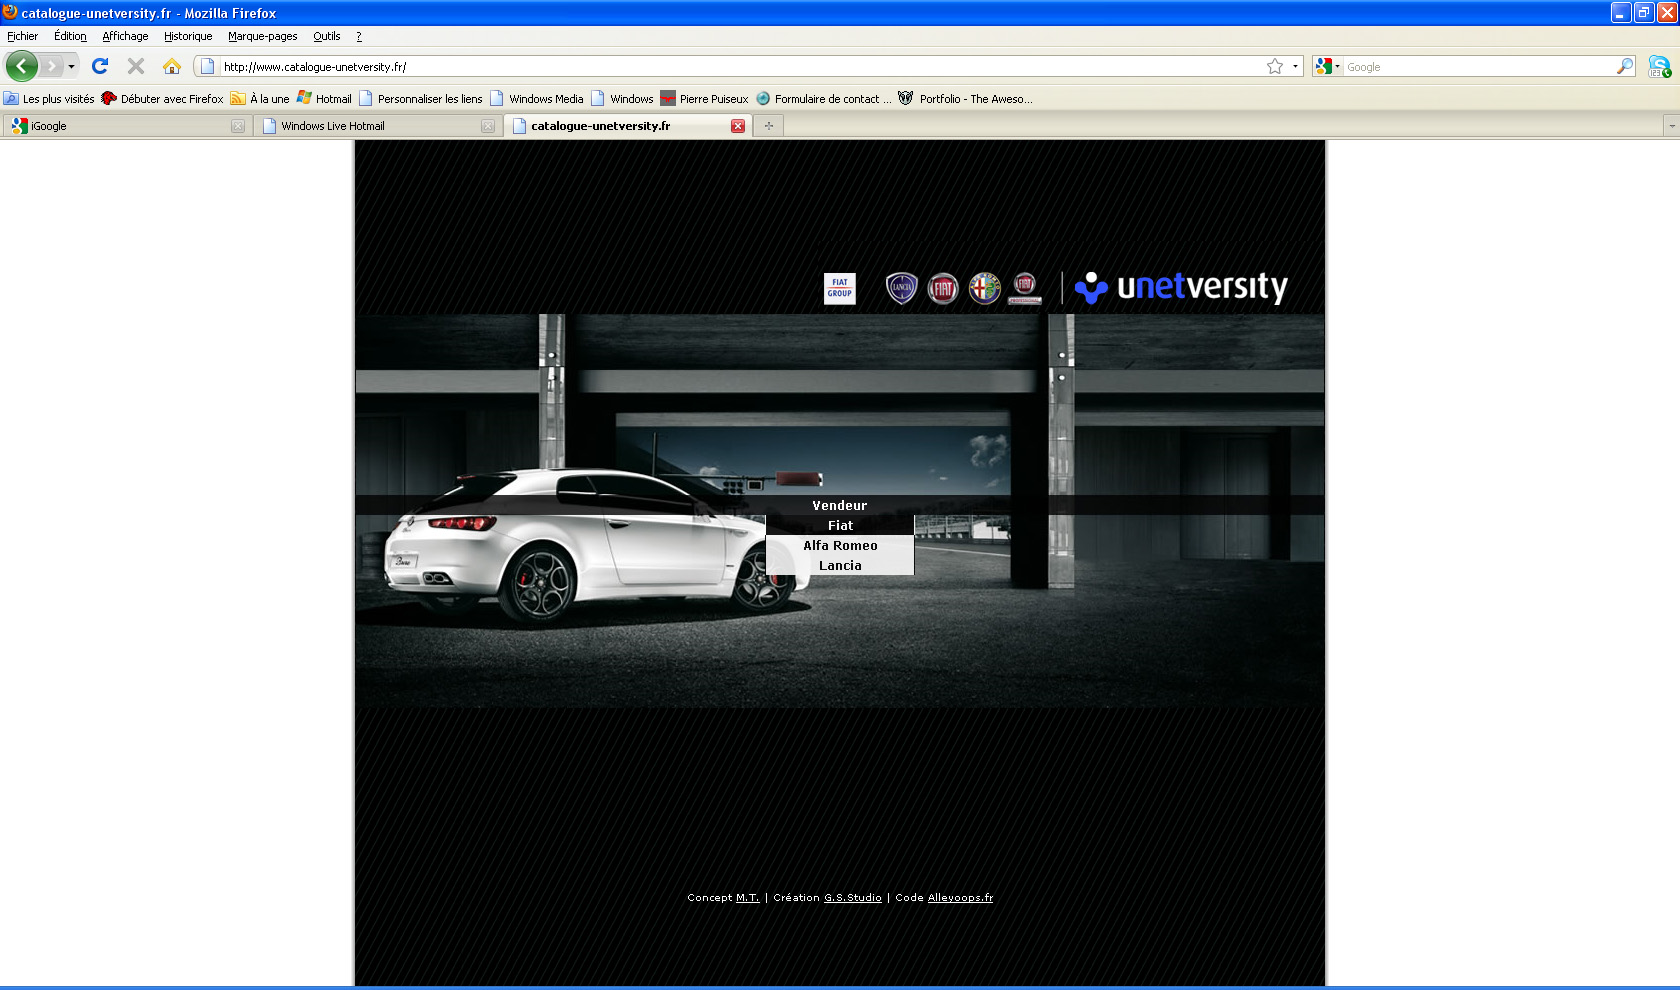 catalogue-unetversity.fr - Mozilla Firefox
Fichier Édition Affichage Historique Marque-pages Outils ?
http://www.catalogue-unetversity.fr/ Google
Les plus visités Débuter avec Firefox À la une Hotmail Personnaliser les liens Windows Media Windows Pierre Puiseux Formulaire de contact ... Portfolio - The Aweso...
iGoogle Windows Live Hotmail catalogue-unetversity.fr
FIAT GROUP LANCIA FIAT FIAT PROFESSIONAL unetversity
Vendeur
Fiat
Alfa Romeo
Lancia
Concept M.T. | Création G.S.Studio | Code Alleyoops.fr